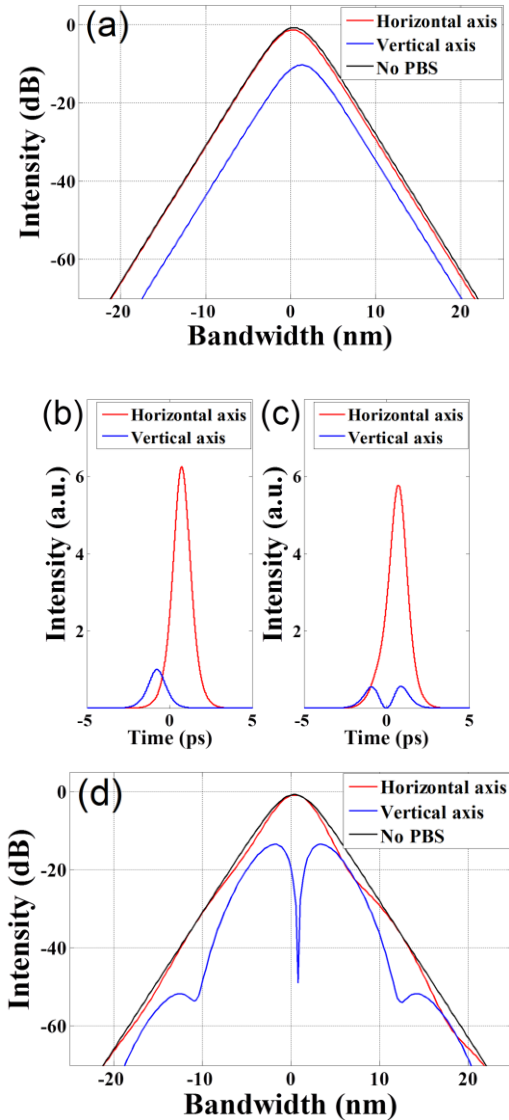 (a)
Horizontal axis
Vertical axis
No PBS
Intensity (dB)
0
-20
-40
-60
-20 -10 0 10 20
Bandwidth (nm)
(b)
Horizontal axis
Vertical axis
Intensity (a.u.)
6
4
2
-5 0 5
Time (ps)
(c)
Horizontal axis
Vertical axis
Intensity (a.u.)
6
4
2
-5 0 5
Time (ps)
(d)
Horizontal axis
Vertical axis
No PBS
Intensity (dB)
0
-20
-40
-60
-20 -10 0 10 20
Bandwidth (nm)